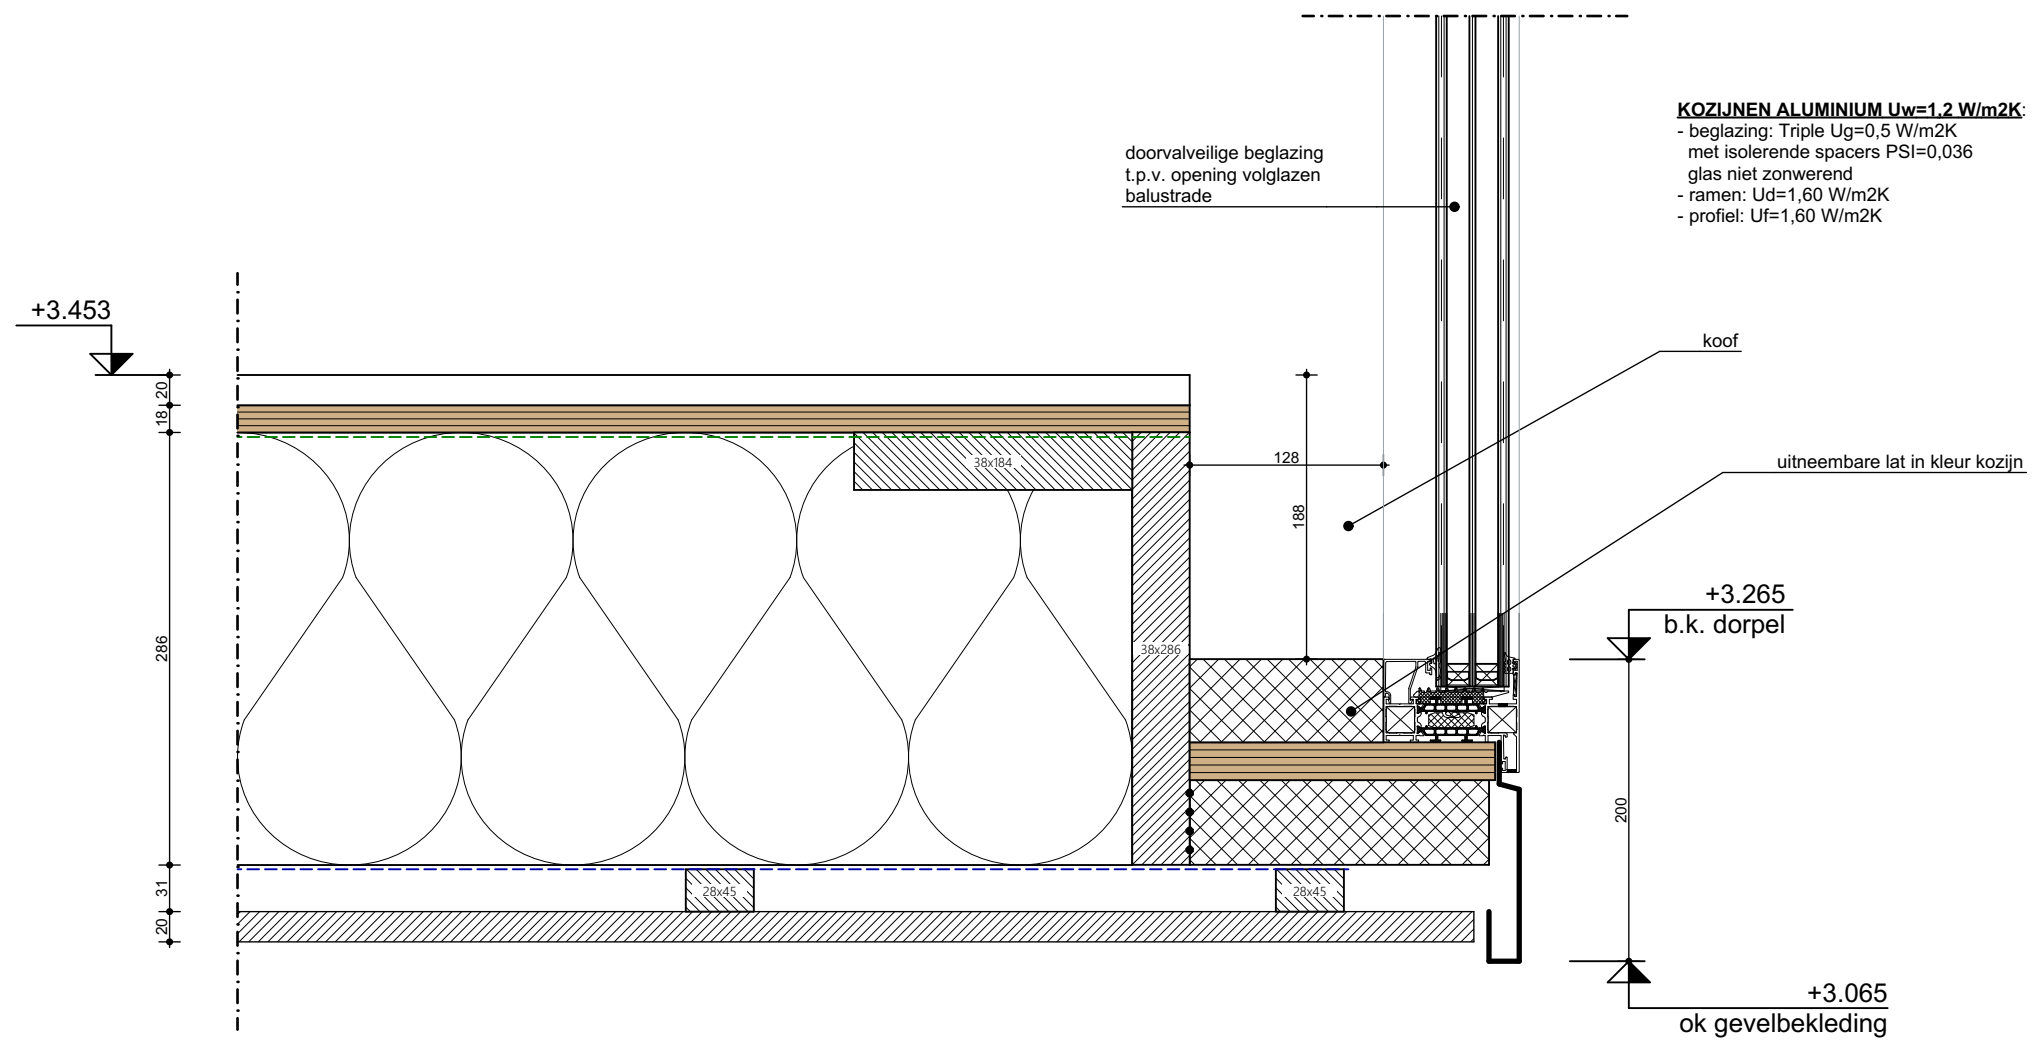 KOZIJNEN ALUMINIUM Uw=1,2 W/m2K:
- beglazing: Triple Ug=0,5 W/m2K
met isolerende spacers PSI=0,036
glas niet zonwerend
- ramen: Ud=1,60 W/m2K
- profiel: Uf=1,60 W/m2K
doorvalveilige beglazing
t.p.v. opening volglazen
balustrade
+3.453
koof
20
18
38x184
128
uitneembare lat in kleur kozijn
188
+3.265
b.k. dorpel
286
38x286
200
31
28x45
28x45
20
+3.065
ok gevelbekleding